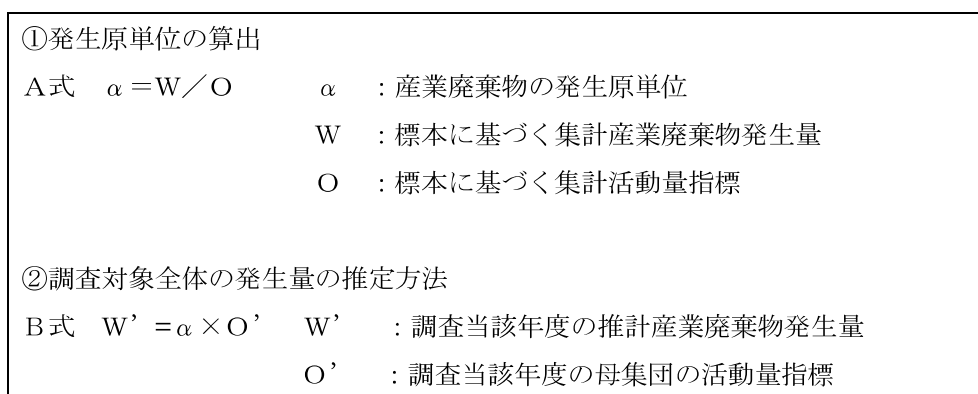 ①発生原単位の算出
A式 α=W/O α :産業廃棄物の発生原単位
W :標本に基づく集計産業廃棄物発生量
O :標本に基づく集計活動量指標
②調査対象全体の発生量の推定方法
B式 W’=α×O’ W’ :調査当該年度の推計産業廃棄物発生量
O’ :調査当該年度の母集団の活動量指標